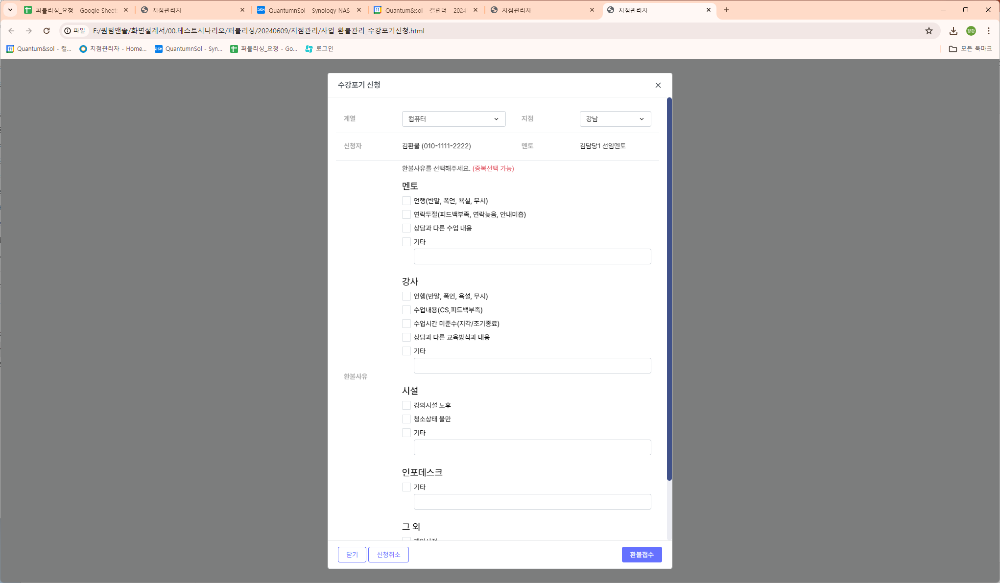 퍼블리싱_요청 - Google Sheet
지점관리자
QuantumnSol - Synology NAS
Quantum&sol - 캘린더 - 2024
지점관리자
지점관리자
파일
F:/퀀텀앤솔/화면설계서/00.테스트시나리오/퍼블리싱/20240609/지점관리/사업_환불관리_수강포기신청.html
정환
Quantum&sol - 캘...
지점관리자 - Home...
QuantumnSol - Syn...
퍼블리싱_요청 - Go...
로그인
모든 북마크
수강포기 신청
계열 컴퓨터 지점 강남
신청자 김환불 (010-1111-2222) 멘토 김담당1 선임멘토
환불사유
환불사유를 선택해주세요. (중복선택 가능)
멘토
언행(반말, 폭언, 욕설, 무시)
연락두절(피드백부족, 연락늦음, 안내미흡)
상담과 다른 수업 내용
기타
강사
언행(반말, 폭언, 욕설, 무시)
수업내용(CS,피드백부족)
수업시간 미준수(지각/조기종료)
상담과 다른 교육방식과 내용
기타
시설
강의시설 노후
청소상태 불만
기타
인포데스크
기타
그 외
닫기 신청취소 환불접수